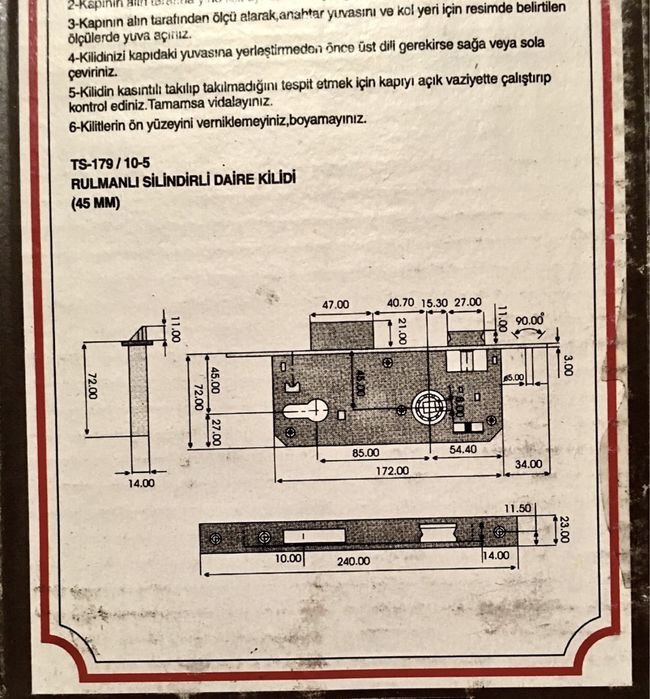 2-Kapının alın
3-Kapının alın tarafından ölçü alarak,anahtar yuvasını ve kol yeri için resimde belirtilen
ölçülerde yuva açınız.
4-Kilidinizi kapıdaki yuvasına yerleştirmeden önce üst dili gerekirse sağa veya sola
çeviriniz.
5-Kilidin kasıntılı takılıp takılmadığını tespit etmek için kapıyı açık vaziyette çalıştırıp
kontrol ediniz.Tamamsa vidalayınız.
6-Kilitlerin ön yüzeyini verniklemeyiniz,boyamayınız.
TS-179 / 10-5
RULMANLI SİLİNDİRLİ DAİRE KİLİDİ
(45 MM)
47.00 40.70 15.30 27.00
11.00 21.00 11.00 90.00°
3.00
72.00 72.00 45.00 45.00
27.00
85.00 54.40
14.00 172.00 34.00
11.50
23.00
10.00 240.00 14.00